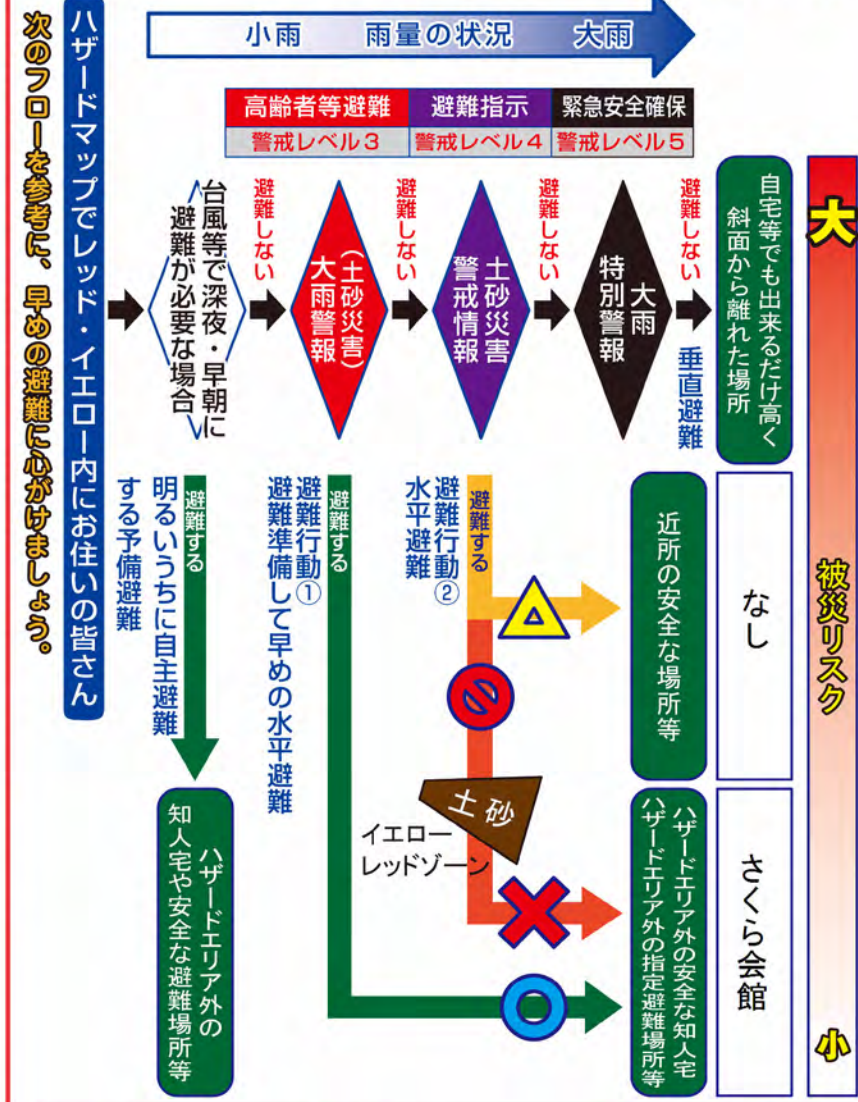 次のフローを参考に、早めの避難に心がけましょう。
ハザードマップでレッド・イエロー内にお住いの皆さん
小雨 雨量の状況 大雨
高齢者等避難 避難指示 緊急安全確保
警戒レベル3 警戒レベル4 警戒レベル5
台風等で深夜・早朝に
避難が必要な場合
避難しない
大雨警報
(土砂災害)
避難しない
土砂災害
警戒情報
避難しない
大雨
特別警報
避難しない
垂直避難
自宅等でも出来るだけ高く
斜面から離れた場所
避難する
明るいうちに自主避難
する予備避難
ハザードエリア外の
知人宅や安全な避難場所等
避難する
避難行動①
避難準備して早めの水平避難
避難する
避難行動②
水平避難
土砂
イエロー
レッドゾーン
近所の安全な場所等
なし
ハザードエリア外の安全な知人宅
ハザードエリア外の指定避難場所等
さくら会館
大
被災リスク
小